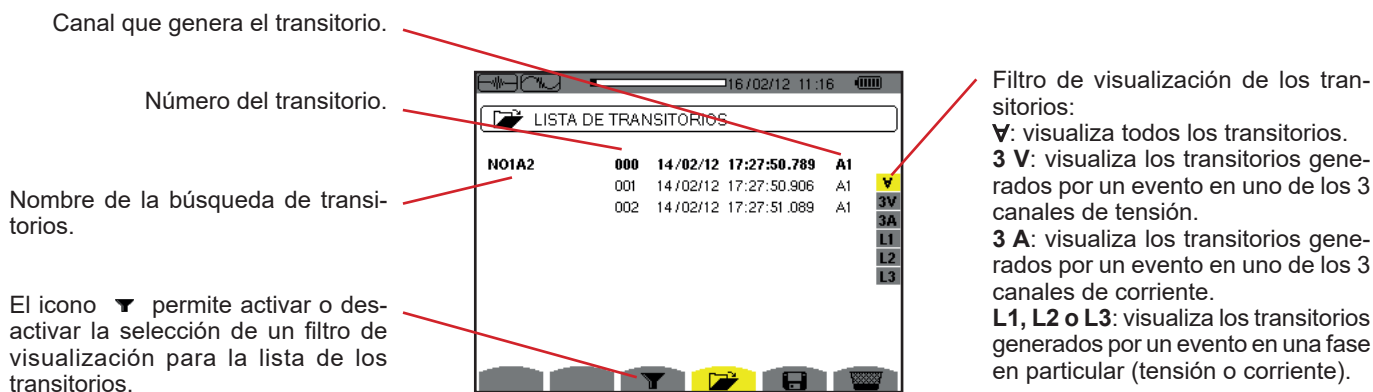 Canal que genera el transitorio.
Número del transitorio.
Nombre de la búsqueda de transi-
torios.
El icono permite activar o des-
activar la selección de un filtro de
visualización para la lista de los
transitorios.
16/02/12 11:16
LISTA DE TRANSITORIOS
NO1A2 000 14/02/12 17:27:50.789 A1
001 14/02/12 17:27:50.906 A1
002 14/02/12 17:27:51.089 A1
∀
3V
3A
L1
L2
L3
Filtro de visualización de los tran-
sitorios:
∀: visualiza todos los transitorios.
3 V: visualiza los transitorios gene-
rados por un evento en uno de los 3
canales de tensión.
3 A: visualiza los transitorios gene-
rados por un evento en uno de los 3
canales de corriente.
L1, L2 o L3: visualiza los transitorios
generados por un evento en una fase
en particular (tensión o corriente).